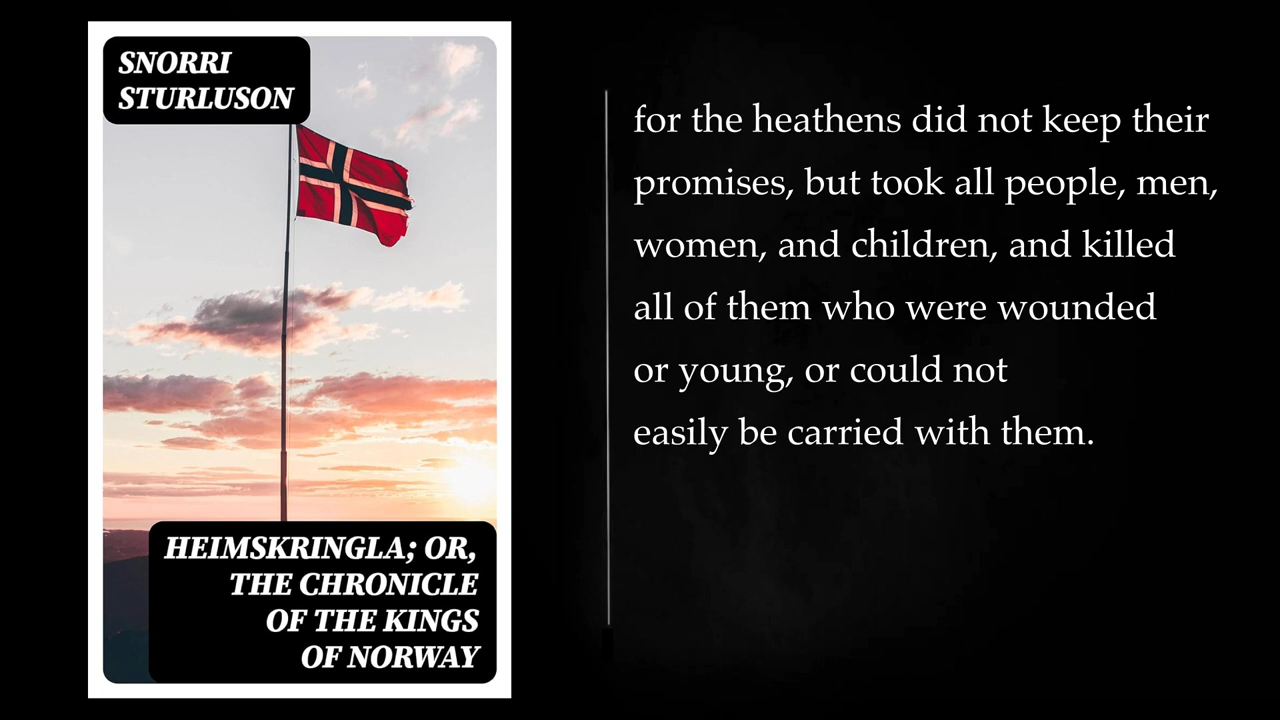 SNORRI
STURLUSON
HEIMSKRINGLA; OR,
THE CHRONICLE
OF THE KINGS
OF NORWAY
for the heathens did not keep their
promises, but took all people, men,
women, and children, and killed
all of them who were wounded
or young, or could not
easily be carried with them.